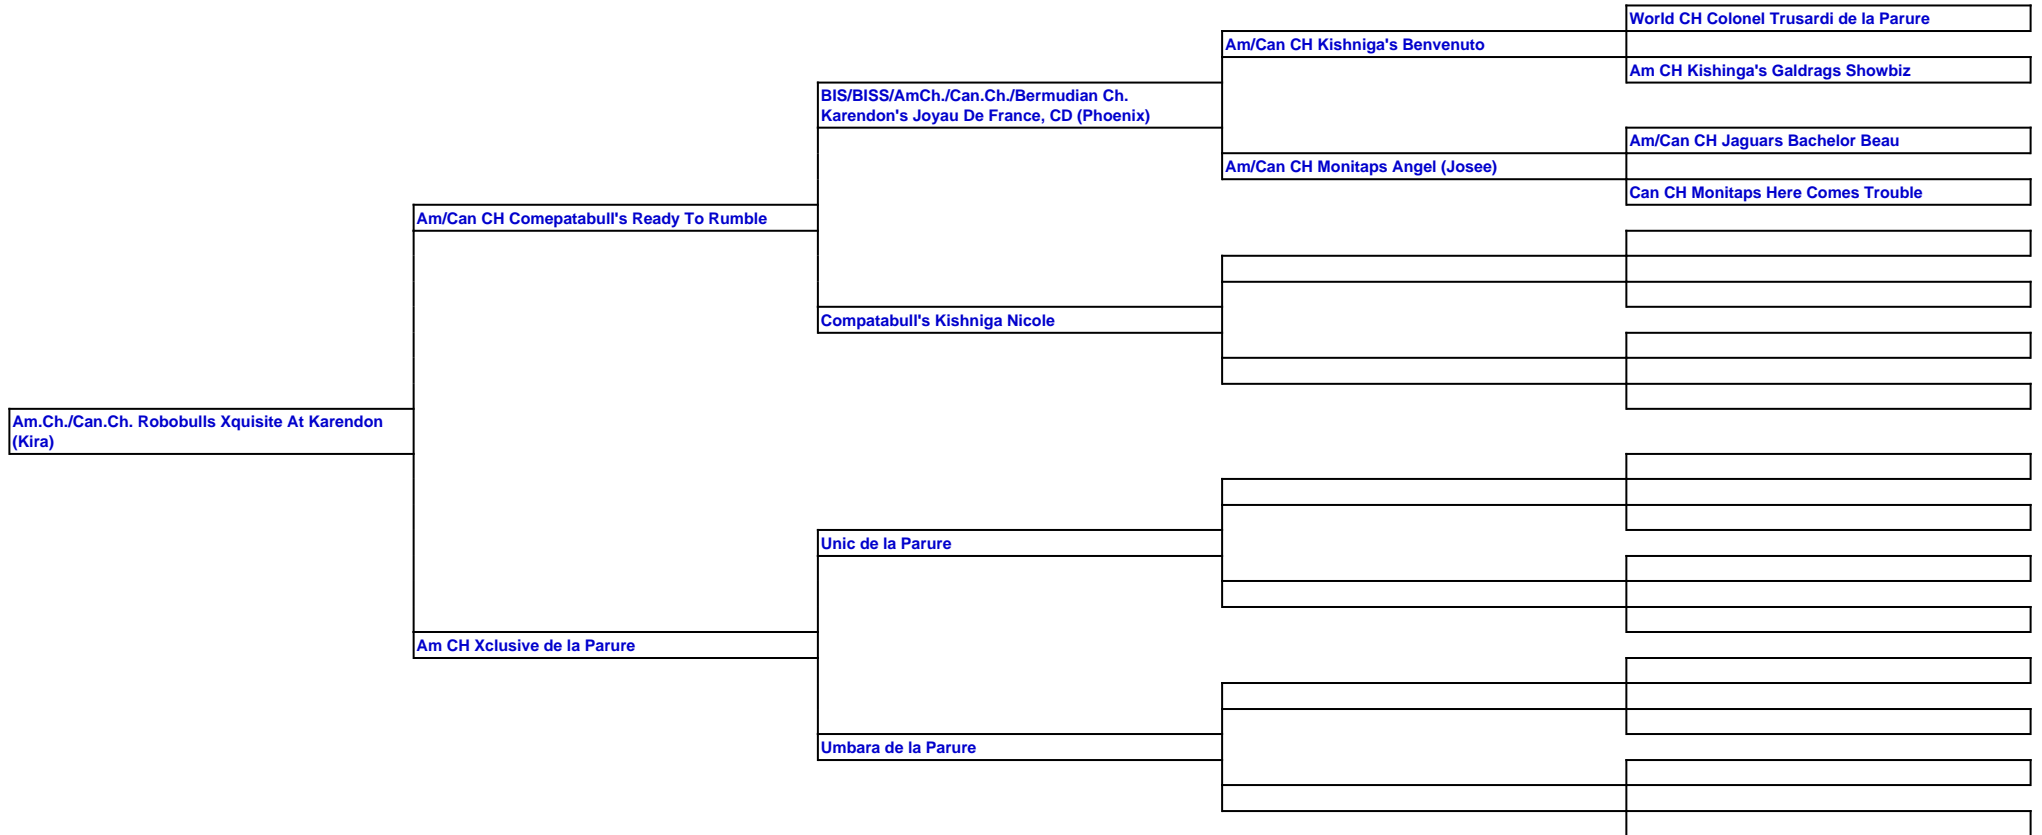 World CH Colonel Trusardi de la Parure
Am/Can CH Kishniga's Benvenuto
Am CH Kishinga's Galdrags Showbiz
BIS/BISS/AmCh./Can.Ch./Bermudian Ch.
Karendon's Joyau De France, CD (Phoenix)
Am/Can CH Jaguars Bachelor Beau
Am/Can CH Monitaps Angel (Josee)
Can CH Monitaps Here Comes Trouble
Am/Can CH Comepatabull's Ready To Rumble
Compatabull's Kishniga Nicole
Am.Ch./Can.Ch. Robobulls Xquisite At Karendon
(Kira)
Unic de la Parure
Am CH Xclusive de la Parure
Umbara de la Parure